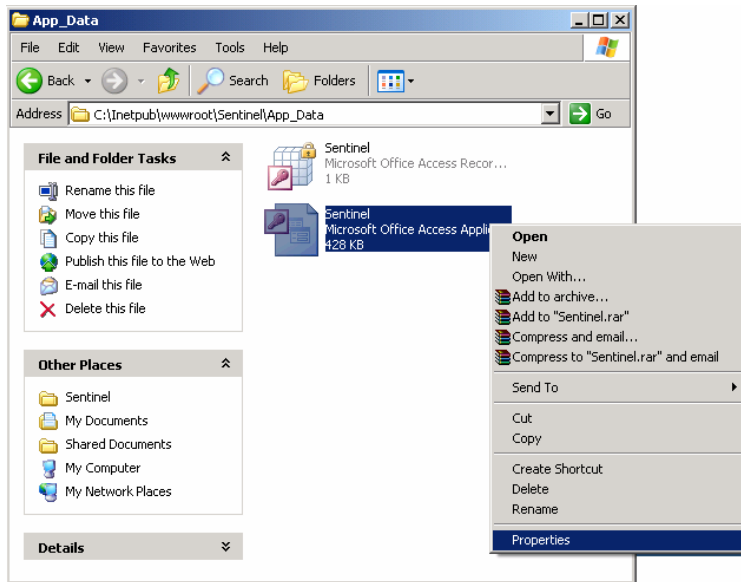 App_Data
File Edit View Favorites Tools Help
Back Search Folders
Address C:\Inetpub\wwwroot\Sentinel\App_Data Go
File and Folder Tasks
Rename this file
Move this file
Copy this file
Publish this file to the Web
E-mail this file
Delete this file
Other Places
Sentinel
My Documents
Shared Documents
My Computer
My Network Places
Details
Sentinel
Microsoft Office Access Recor...
1 KB
Sentinel
Microsoft Office Access Applic
428 KB
Open
New
Open With...
Add to archive...
Add to "Sentinel.rar"
Compress and email...
Compress to "Sentinel.rar" and email
Send To
Cut
Copy
Create Shortcut
Delete
Rename
Properties